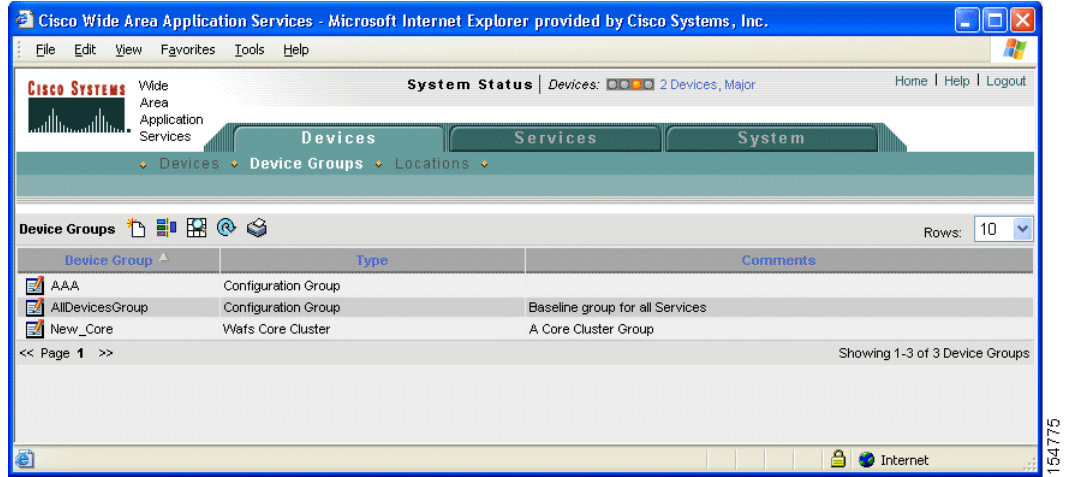 Cisco Wide Area Application Services - Microsoft Internet Explorer provided by Cisco Systems, Inc.
File Edit View Favorites Tools Help
CISCO SYSTEMS
Wide
Area
Application
Services
System Status | Devices: 2 Devices, Major
Home | Help | Logout
Devices Services System
Devices Device Groups Locations
Device Groups
Rows: 10
Device Group Type Comments
AAA Configuration Group
AllDevicesGroup Configuration Group Baseline group for all Services
New_Core Wafs Core Cluster A Core Cluster Group
<< Page 1 >> Showing 1-3 of 3 Device Groups
Internet
154775